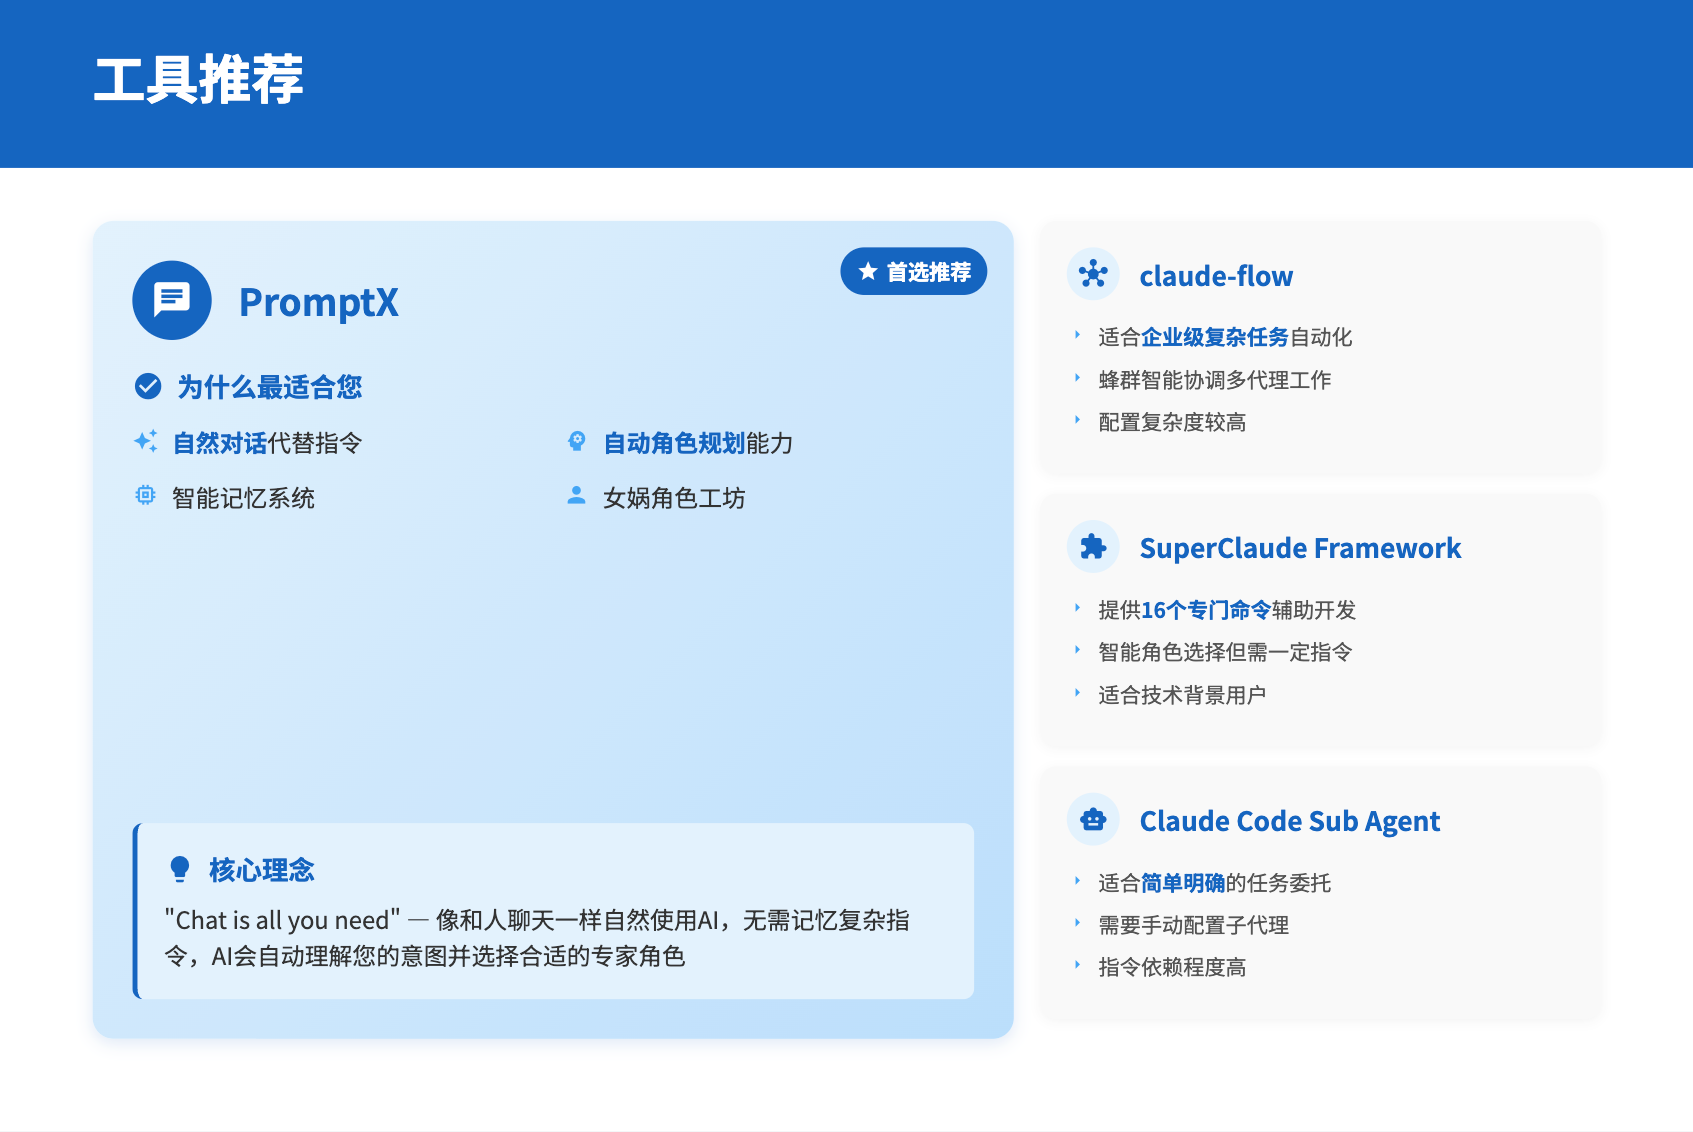 工具推荐
PromptX
首选推荐
为什么最适合您
自然对话代替指令
自动角色规划能力
智能记忆系统
女娲角色工坊
核心理念
"Chat is all you need" — 像和人聊天一样自然使用AI，无需记忆复杂指
令，AI会自动理解您的意图并选择合适的专家角色
claude-flow
适合企业级复杂任务自动化
蜂群智能协调多代理工作
配置复杂度较高
SuperClaude Framework
提供16个专门命令辅助开发
智能角色选择但需一定指令
适合技术背景用户
Claude Code Sub Agent
适合简单明确的任务委托
需要手动配置子代理
指令依赖程度高